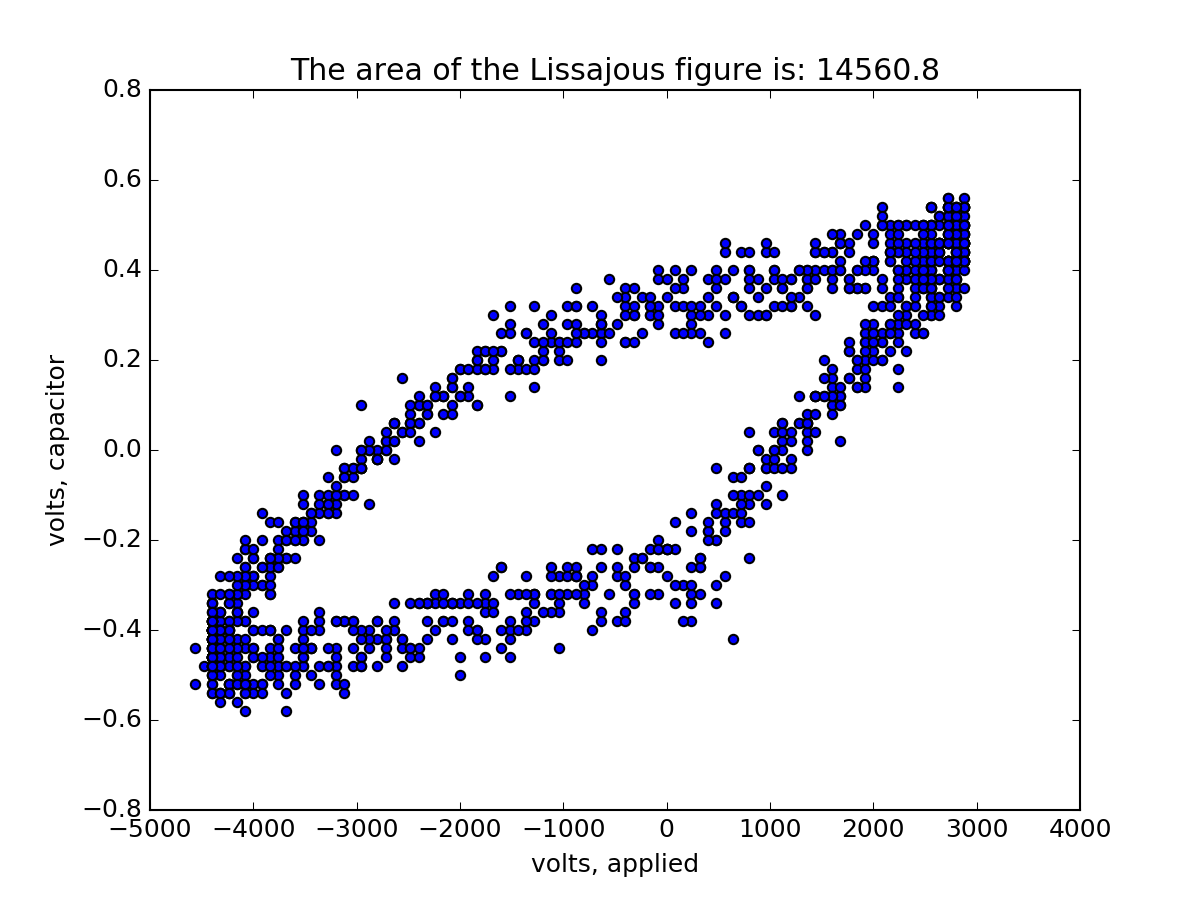 The area of the Lissajous figure is: 14560.8
0.8
0.6
0.4
0.2
0.0
−0.2
−0.4
−0.6
−0.8
volts, capacitor
−5000 −4000 −3000 −2000 −1000 0 1000 2000 3000 4000
volts, applied